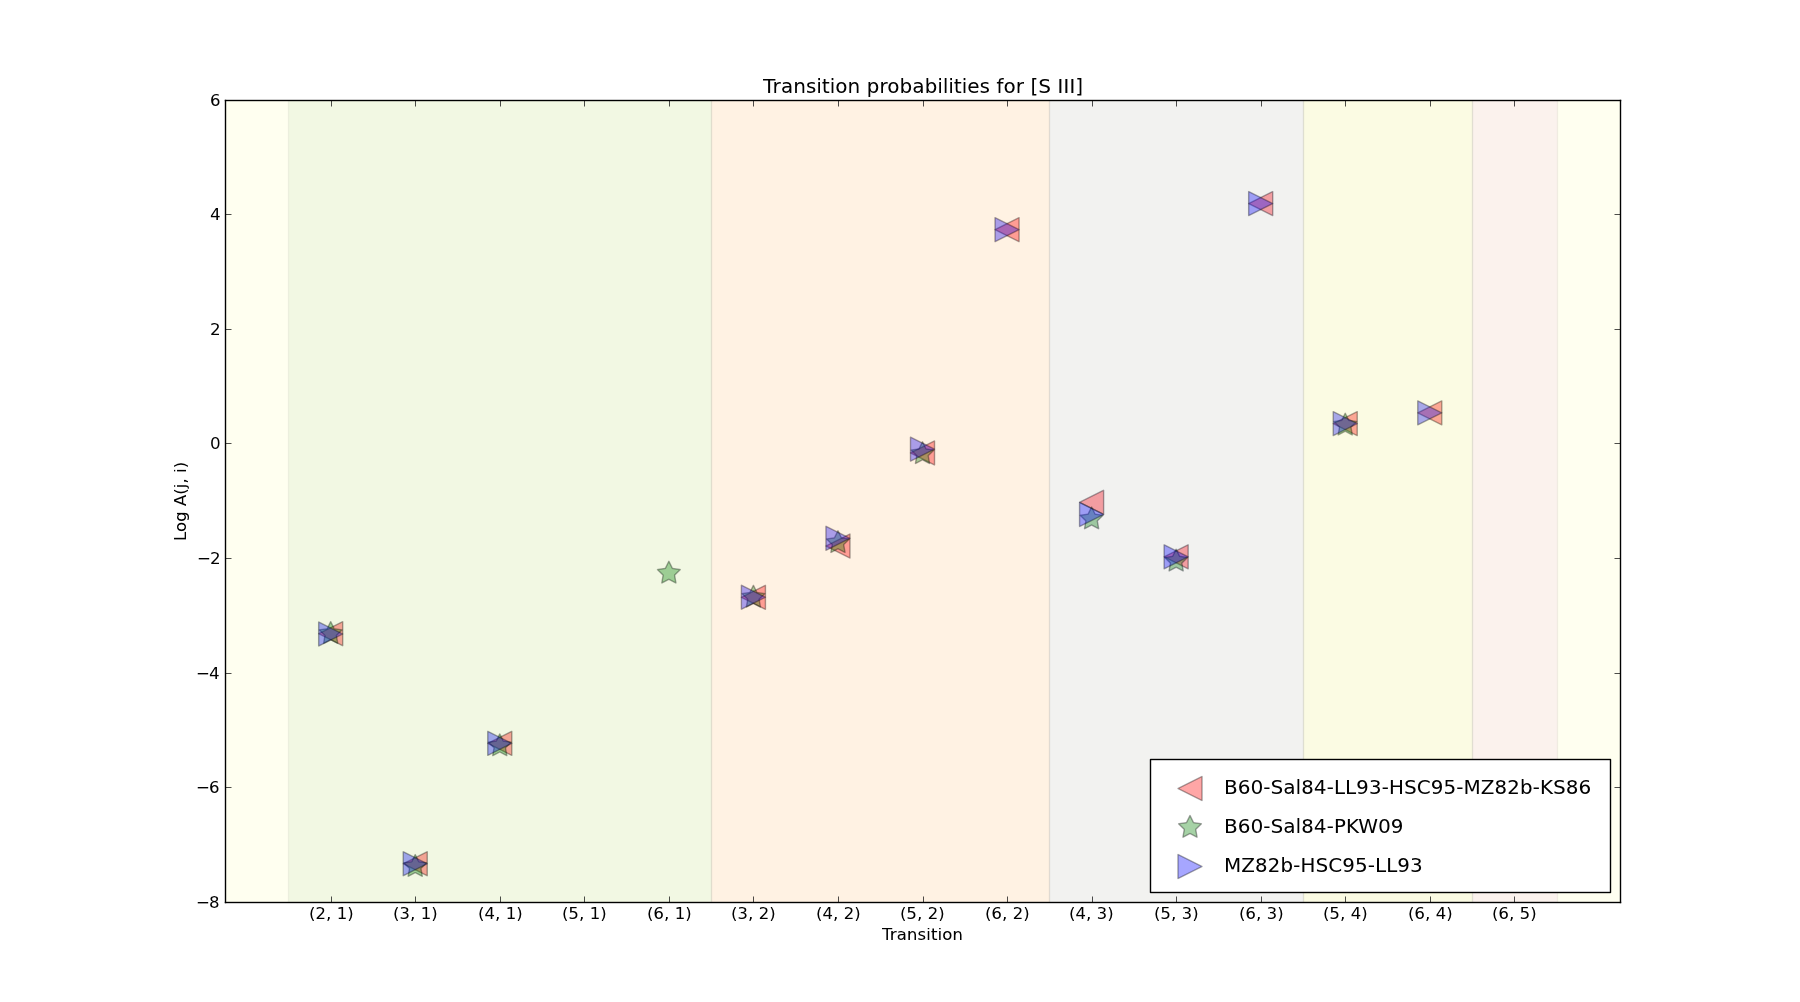 Transition probabilities for [S III]
6
4
2
0
−2
−4
−6
−8
Log A(j, i)
B60-Sal84-LL93-HSC95-MZ82b-KS86
B60-Sal84-PKW09
MZ82b-HSC95-LL93
(2, 1) (3, 1) (4, 1) (5, 1) (6, 1) (3, 2) (4, 2) (5, 2) (6, 2) (4, 3) (5, 3) (6, 3) (5, 4) (6, 4) (6, 5)
Transition